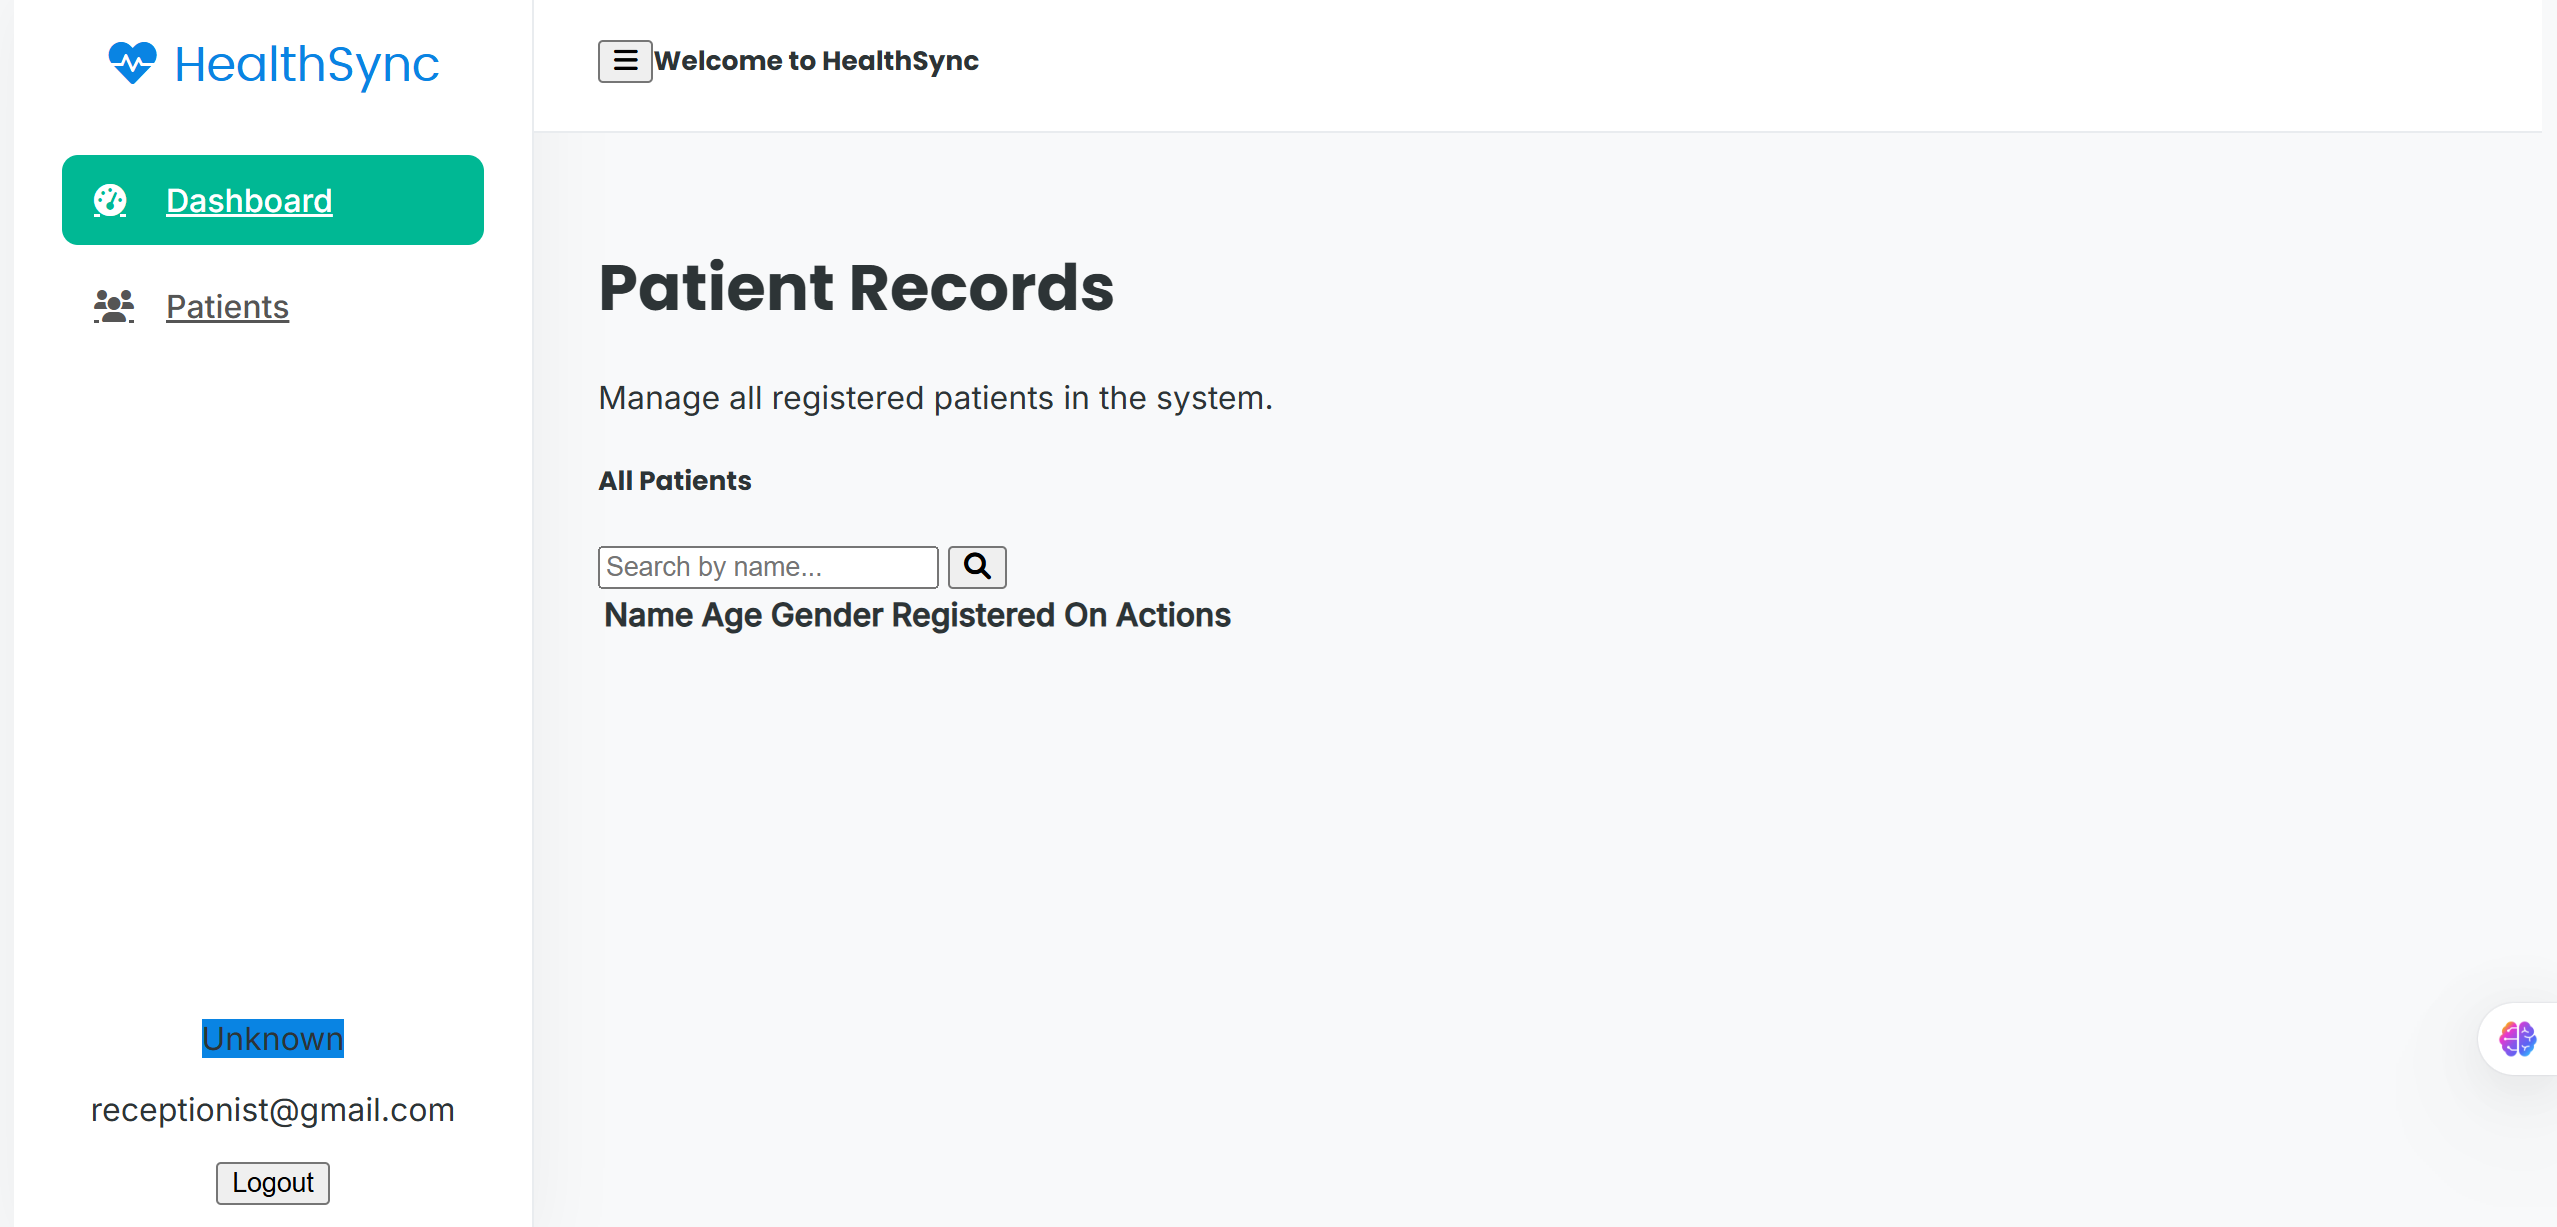 HealthSync
Dashboard
Patients
Unknown
receptionist@gmail.com
Logout
Welcome to HealthSync
Patient Records
Manage all registered patients in the system.
All Patients
Search by name...
Name Age Gender Registered On Actions